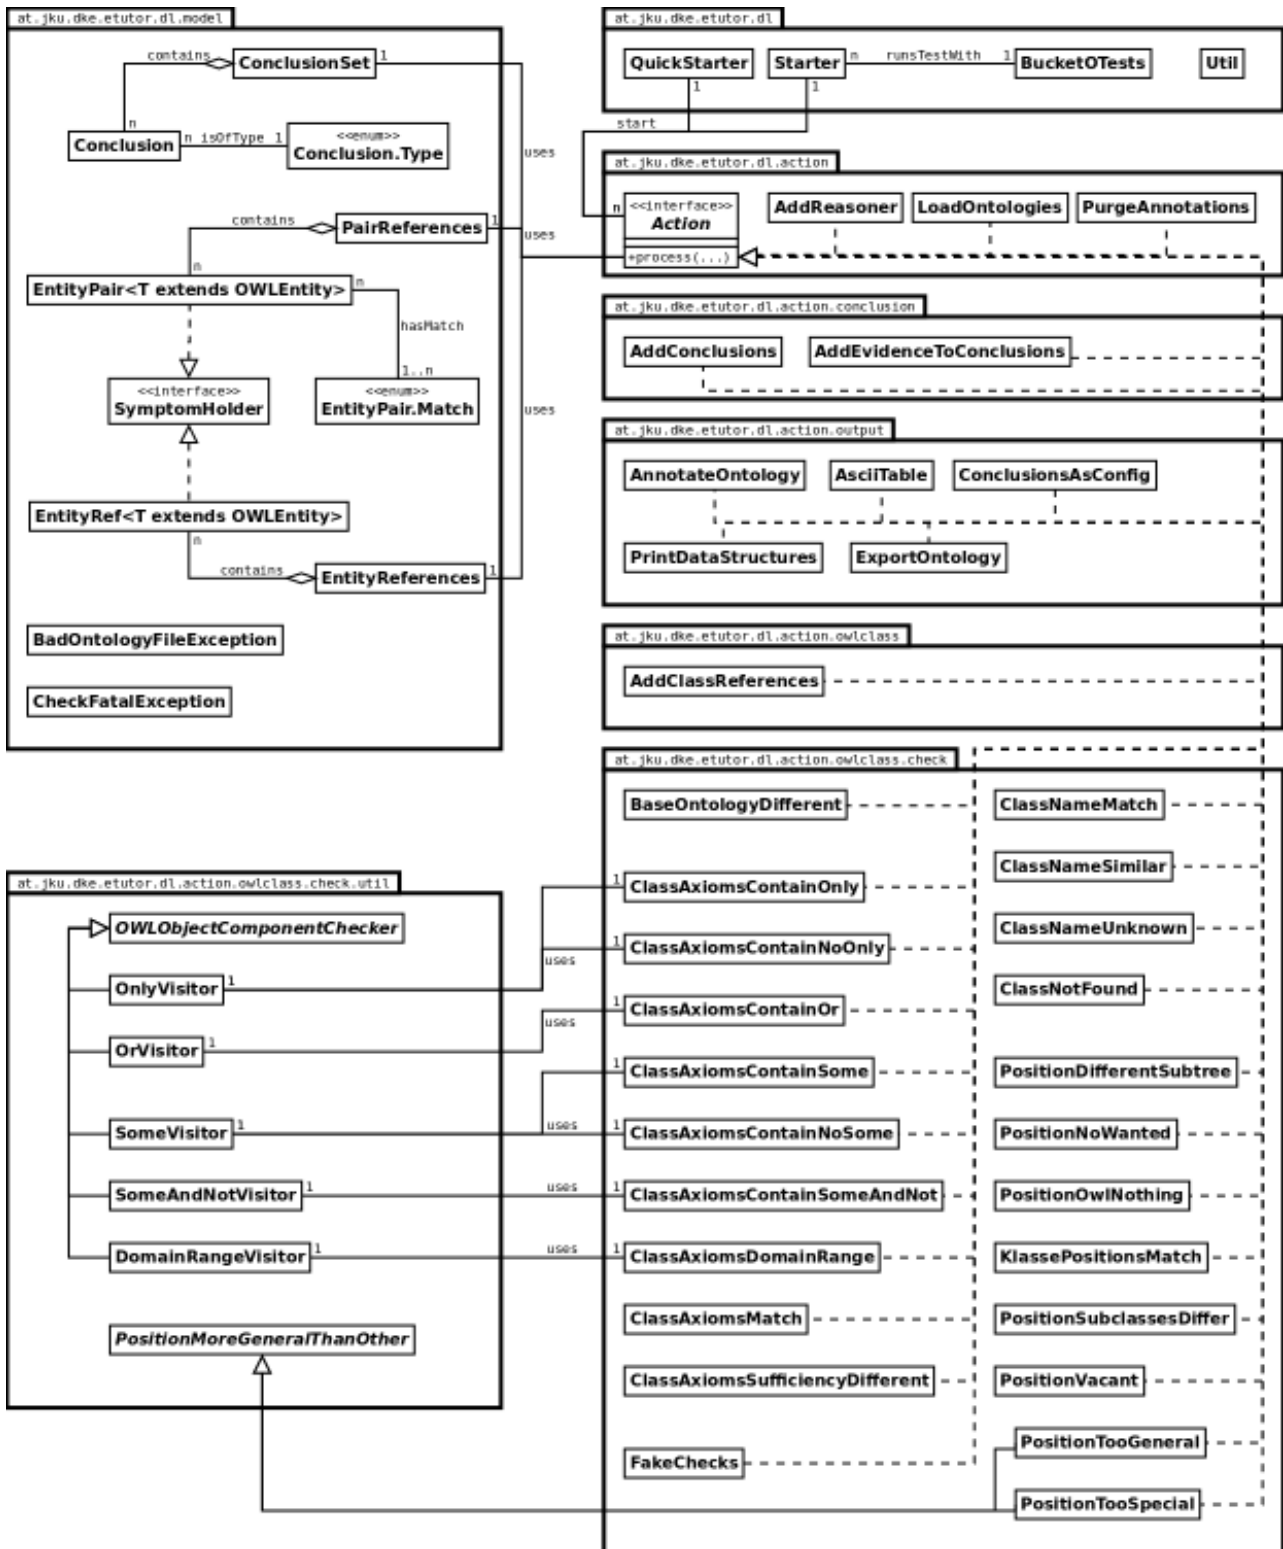 at.jku.dke.etutor.dl.model
contains
ConclusionSet
1
n
Conclusion
n isOfType 1
<<enum>>
Conclusion.Type
uses
contains
PairReferences
1
uses
n
EntityPair<T extends OWLEntity>
n
hasMatch
1..n
<<interface>>
SymptomHolder
<<enum>>
EntityPair.Match
uses
EntityRef<T extends OWLEntity>
n
contains
EntityReferences
1
BadOntologyFileException
CheckFatalException
at.jku.dke.etutor.dl
QuickStarter
Starter
n
runsTestWith
1
BucketOTests
Util
1
1
start
at.jku.dke.etutor.dl.action
n
<<interface>>
Action
+process(...)
AddReasoner
LoadOntologies
PurgeAnnotations
at.jku.dke.etutor.dl.action.conclusion
AddConclusions
AddEvidenceToConclusions
at.jku.dke.etutor.dl.action.output
AnnotateOntology
AsciiTable
ConclusionsAsConfig
PrintDataStructures
ExportOntology
at.jku.dke.etutor.dl.action.owlclass
AddClassReferences
at.jku.dke.etutor.dl.action.owlclass.check
BaseOntologyDifferent
ClassNameMatch
ClassNameSimilar
1
ClassAxiomsContainOnly
ClassNameUnknown
1
ClassAxiomsContainNoOnly
ClassNotFound
1
ClassAxiomsContainOr
1
ClassAxiomsContainSome
PositionDifferentSubtree
1
ClassAxiomsContainNoSome
PositionNoWanted
1
ClassAxiomsContainSomeAndNot
PositionOwlNothing
1
ClassAxiomsDomainRange
KlassePositionsMatch
ClassAxiomsMatch
PositionSubclassesDiffer
ClassAxiomsSufficiencyDifferent
PositionVacant
FakeChecks
PositionTooGeneral
PositionTooSpecial
at.jku.dke.etutor.dl.action.owlclass.check.util
OWLObjectComponentChecker
OnlyVisitor
1
uses
OrVisitor
1
uses
SomeVisitor
1
uses
SomeAndNotVisitor
1
uses
DomainRangeVisitor
1
uses
PositionMoreGeneralThanOther